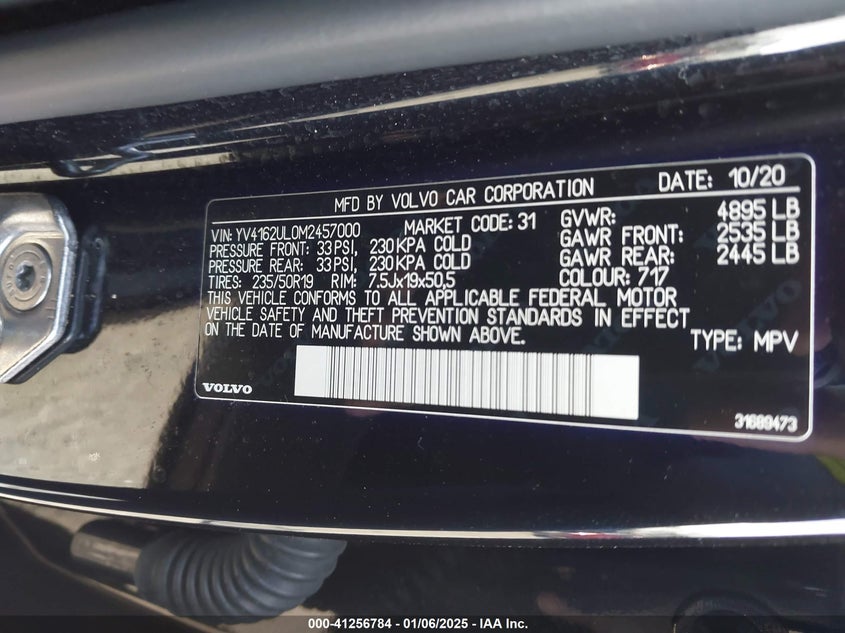 MFD BY VOLVO CAR CORPORATION DATE: 10/20
VIN: YV4162UL0M2457000 MARKET CODE: 31 GVWR: 4895 LB
PRESSURE FRONT: 33 PSI, 230 KPA COLD GAWR FRONT: 2535 LB
PRESSURE REAR: 33 PSI, 230 KPA COLD GAWR REAR: 2445 LB
TIRES: 235/50R19 RIM: 7.5Jx19x50,5 COLOUR: 717
THIS VEHICLE CONFORMS TO ALL APPLICABLE FEDERAL MOTOR
VEHICLE SAFETY AND THEFT PREVENTION STANDARDS IN EFFECT
ON THE DATE OF MANUFACTURE SHOWN ABOVE.
TYPE: MPV
VOLVO
31689473
000-41256784 - 01/06/2025 - IAA Inc.